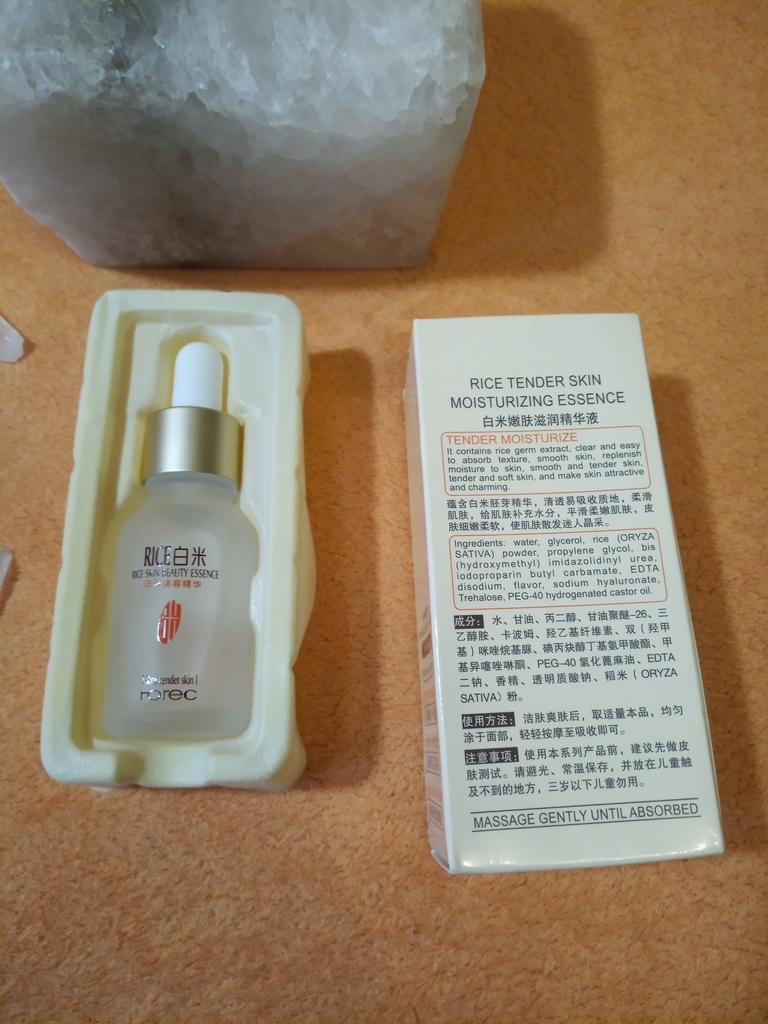 RICE白米
RICE SKIN BEAUTY ESSENCE
白米美容精华
tender skin |
rorec
RICE TENDER SKIN
MOISTURIZING ESSENCE
白米嫩肤滋润精华液
TENDER MOISTURIZE
It contains rice germ extract, clear and easy
to absorb texture, smooth skin, replenish
moisture to skin, smooth and tender skin,
tender and soft skin, and make skin attractive
and charming.
蕴含白米胚芽精华，清透易吸收质地，柔滑
肌肤，给肌肤补充水分，平滑柔嫩肌肤，皮
肤细嫩柔软，使肌肤散发迷人晶采。
Ingredients: water, glycerol, rice (ORYZA
SATIVA) powder, propylene glycol, bis
(hydroxymethyl) imidazolidinyl urea,
iodoproparin butyl carbamate, EDTA
disodium, flavor, sodium hyaluronate,
Trehalose, PEG-40 hydrogenated castor oil.
成分：水、甘油、丙二醇、甘油聚醚-26、三
乙醇胺、卡波姆、羟乙基纤维素、双（羟甲
基）咪唑烷基脲、碘丙炔醇丁基氨甲酸酯、甲
基异噻唑啉酮、PEG-40 氢化蓖麻油、EDTA
二钠、香精、透明质酸钠、稻米（ORYZA
SATIVA）粉。
使用方法：洁肤爽肤后，取适量本品，均匀
涂于面部，轻轻按摩至吸收即可。
注意事项：使用本系列产品前，建议先做皮
肤测试。请避光、常温保存，并放在儿童触
及不到的地方，三岁以下儿童勿用。
MASSAGE GENTLY UNTIL ABSORBED